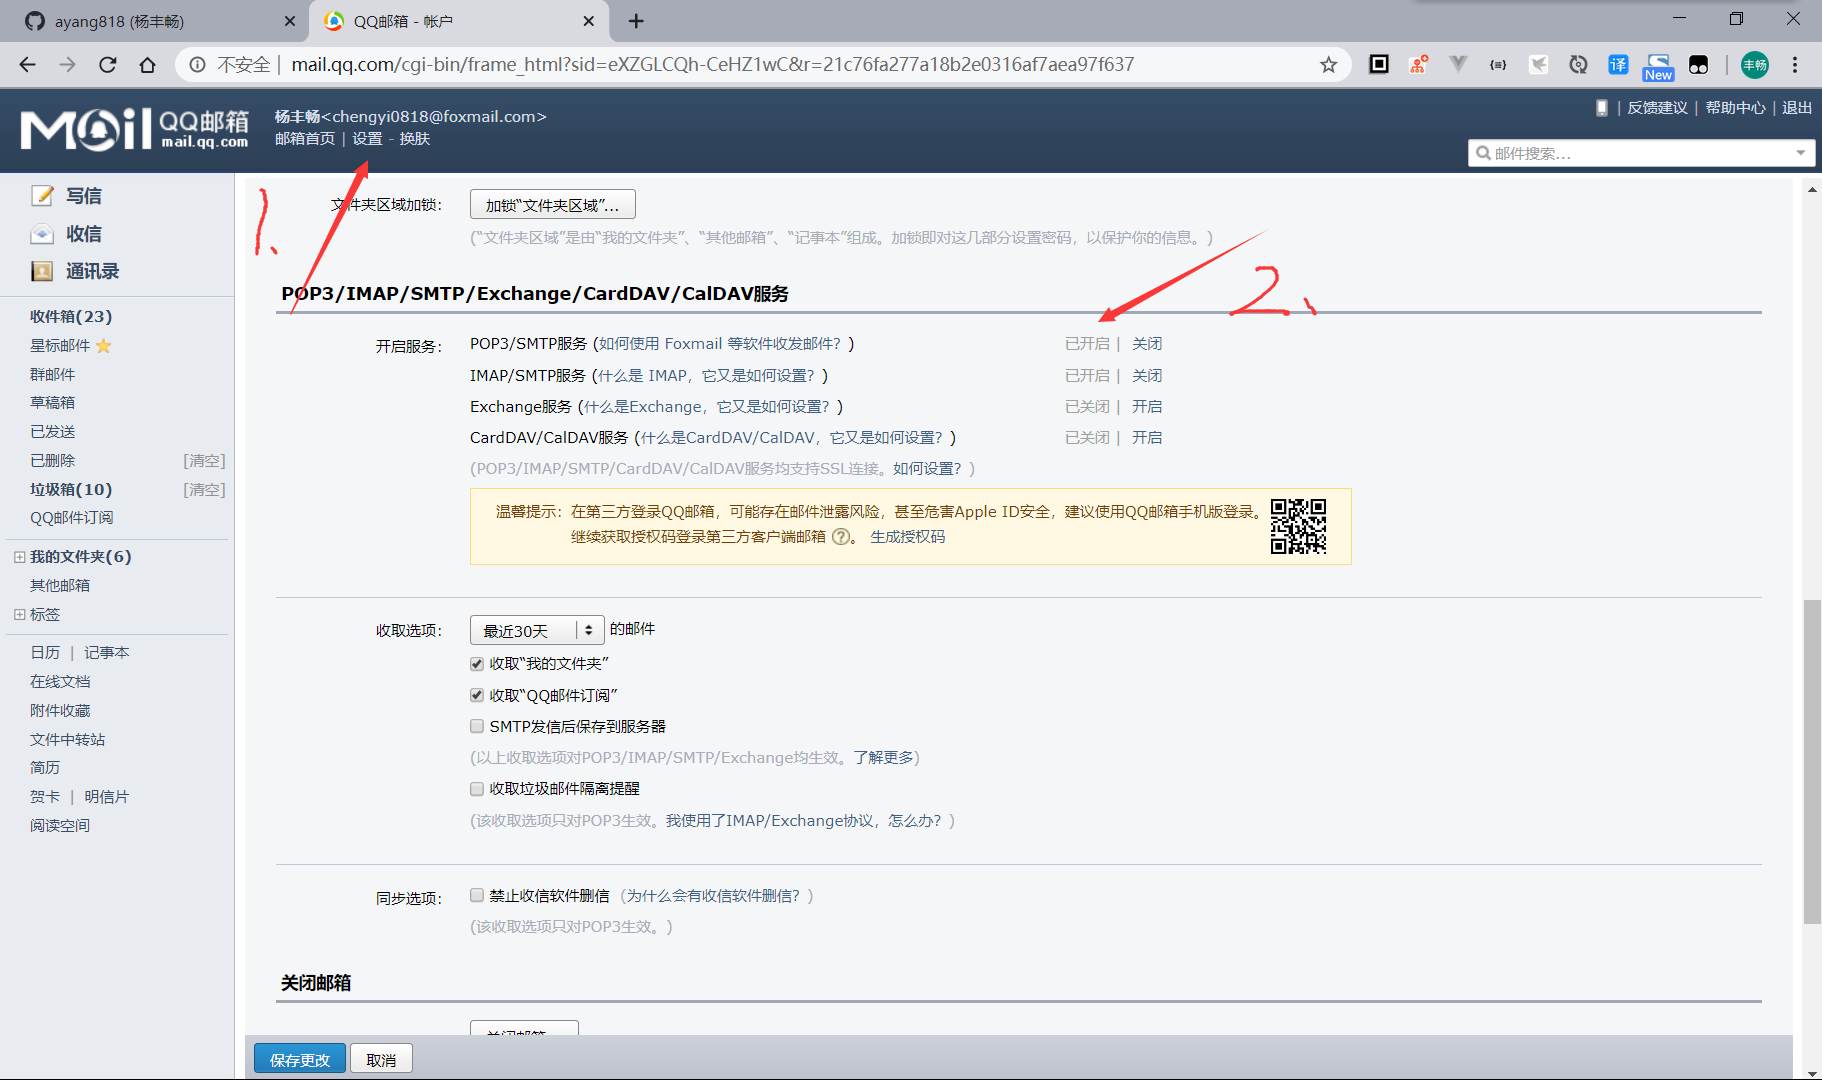 ayang818 (杨丰畅)
QQ邮箱 - 帐户
不安全 | mail.qq.com/cgi-bin/frame_html?sid=eXZGLCQh-CeHZ1wC&r=21c76fa277a18b2e0316af7aea97f637
译
New
丰畅
Mail QQ邮箱
mail.qq.com
杨丰畅<chengyi0818@foxmail.com>
邮箱首页 | 设置 - 换肤
| 反馈建议 | 帮助中心 | 退出
邮件搜索...
写信
收信
通讯录
收件箱(23)
星标邮件
群邮件
草稿箱
已发送
已删除 [清空]
垃圾箱(10) [清空]
QQ邮件订阅
我的文件夹(6)
其他邮箱
标签
日历 | 记事本
在线文档
附件收藏
文件中转站
简历
贺卡 | 明信片
阅读空间
1、
文件夹区域加锁： 加锁“文件夹区域”...
(“文件夹区域”是由“我的文件夹”、“其他邮箱”、“记事本”组成。加锁即对这几部分设置密码，以保护你的信息。)
2、
POP3/IMAP/SMTP/Exchange/CardDAV/CalDAV服务
开启服务： POP3/SMTP服务 (如何使用 Foxmail 等软件收发邮件？) 已开启 | 关闭
IMAP/SMTP服务 (什么是 IMAP，它又是如何设置？) 已开启 | 关闭
Exchange服务 (什么是Exchange，它又是如何设置？) 已关闭 | 开启
CardDAV/CalDAV服务 (什么是CardDAV/CalDAV，它又是如何设置？) 已关闭 | 开启
(POP3/IMAP/SMTP/CardDAV/CalDAV服务均支持SSL连接。如何设置？)
温馨提示：在第三方登录QQ邮箱，可能存在邮件泄露风险，甚至危害Apple ID安全，建议使用QQ邮箱手机版登录。
继续获取授权码登录第三方客户端邮箱 ?。 生成授权码
收取选项： 最近30天 的邮件
收取“我的文件夹”
收取“QQ邮件订阅”
SMTP发信后保存到服务器
(以上收取选项对POP3/IMAP/SMTP/Exchange均生效。了解更多)
收取垃圾邮件隔离提醒
(该收取选项只对POP3生效。我使用了IMAP/Exchange协议，怎么办？)
同步选项： 禁止收信软件删信 (为什么会有收信软件删信？)
(该收取选项只对POP3生效。)
关闭邮箱
关闭邮箱
保存更改 取消